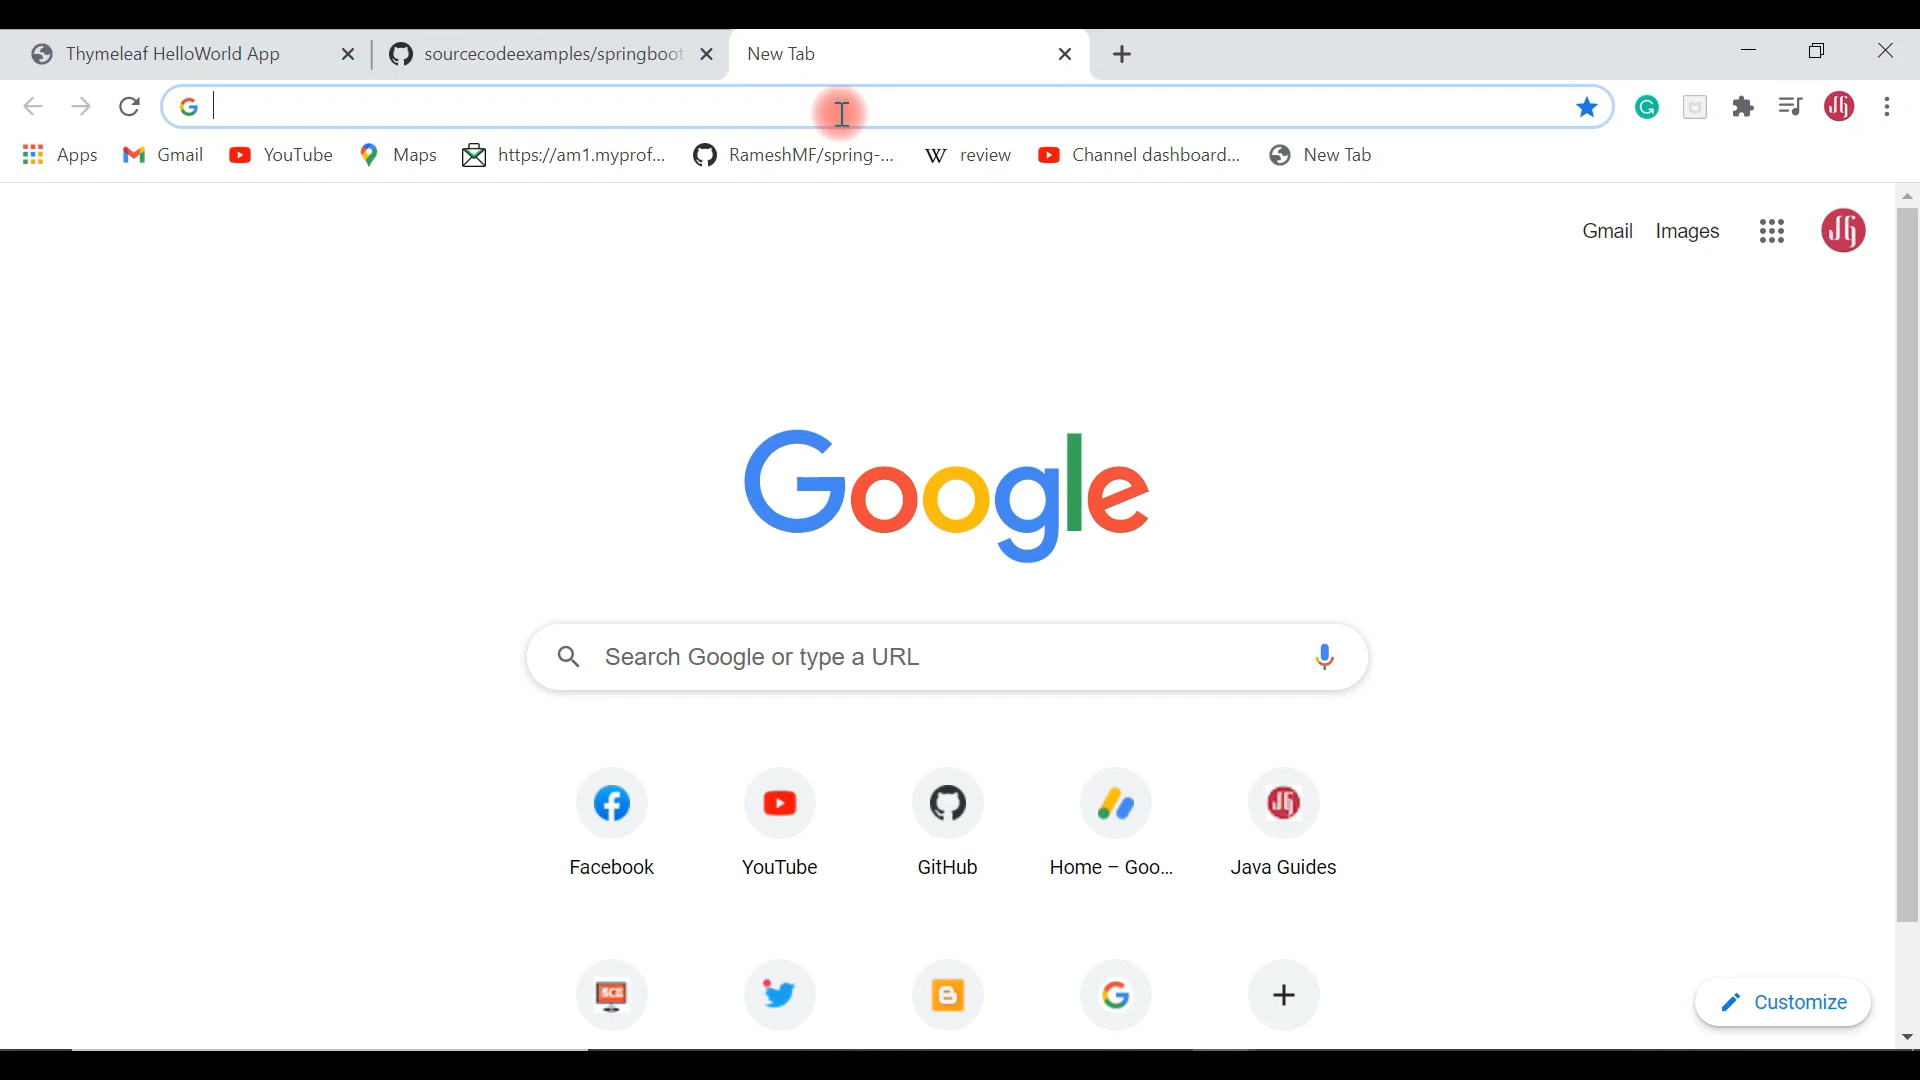 Thymeleaf HelloWorld App sourcecodeexamples/springboot New Tab
Apps Gmail YouTube Maps https://am1.myprof... RameshMF/spring-... review Channel dashboard... New Tab
Gmail Images
Google
Search Google or type a URL
Facebook YouTube GitHub Home – Goo... Java Guides
SCE
Customize